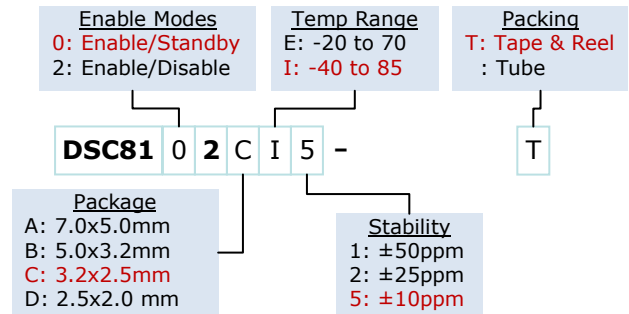 Enable Modes
0: Enable/Standby
2: Enable/Disable
Temp Range
E: -20 to 70
I: -40 to 85
Packing
T: Tape & Reel
: Tube
DSC81 0 2 C I 5 – T
Package
A: 7.0x5.0mm
B: 5.0x3.2mm
C: 3.2x2.5mm
D: 2.5x2.0 mm
Stability
1: ±50ppm
2: ±25ppm
5: ±10ppm